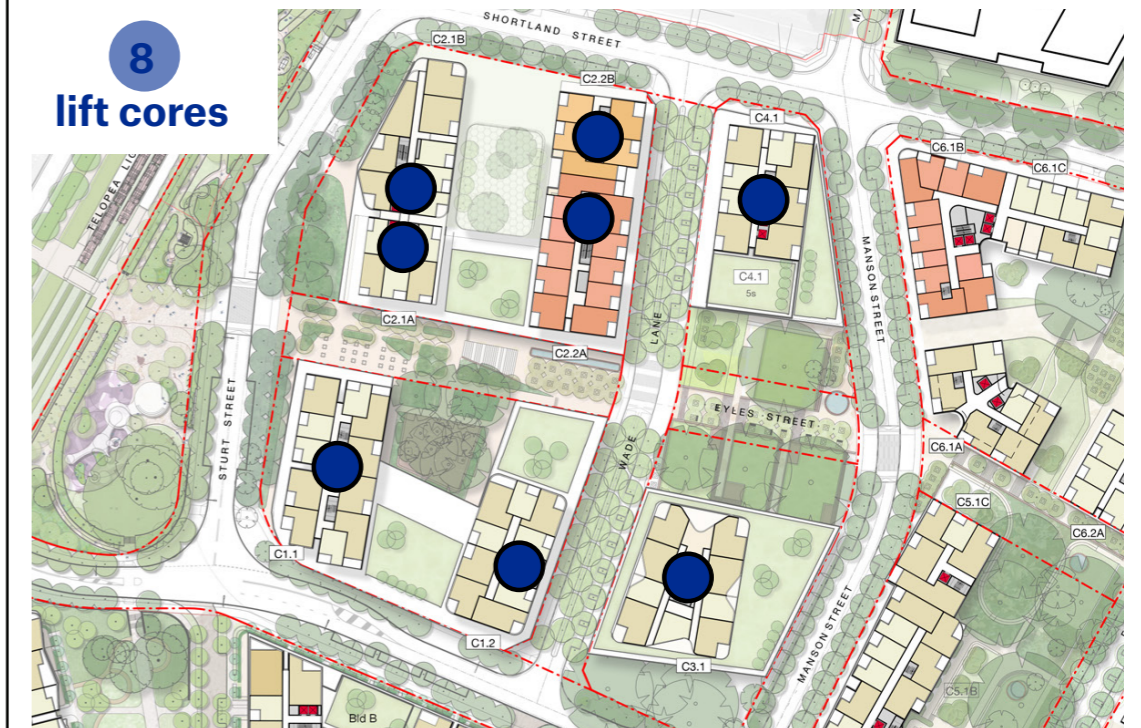 8
lift cores
SHORTLAND STREET
C2.1B
C2.2B
C4.1
C6.1B
C6.1C
C4.1
5s
MANSON STREET
C2.1A
C2.2A
LANE
WADE
EYLES STREET
STURT STREET
C6.1A
C5.1C
C6.2A
C1.1
C1.2
C3.1
MANSON STREET
C5.1B
Bld B